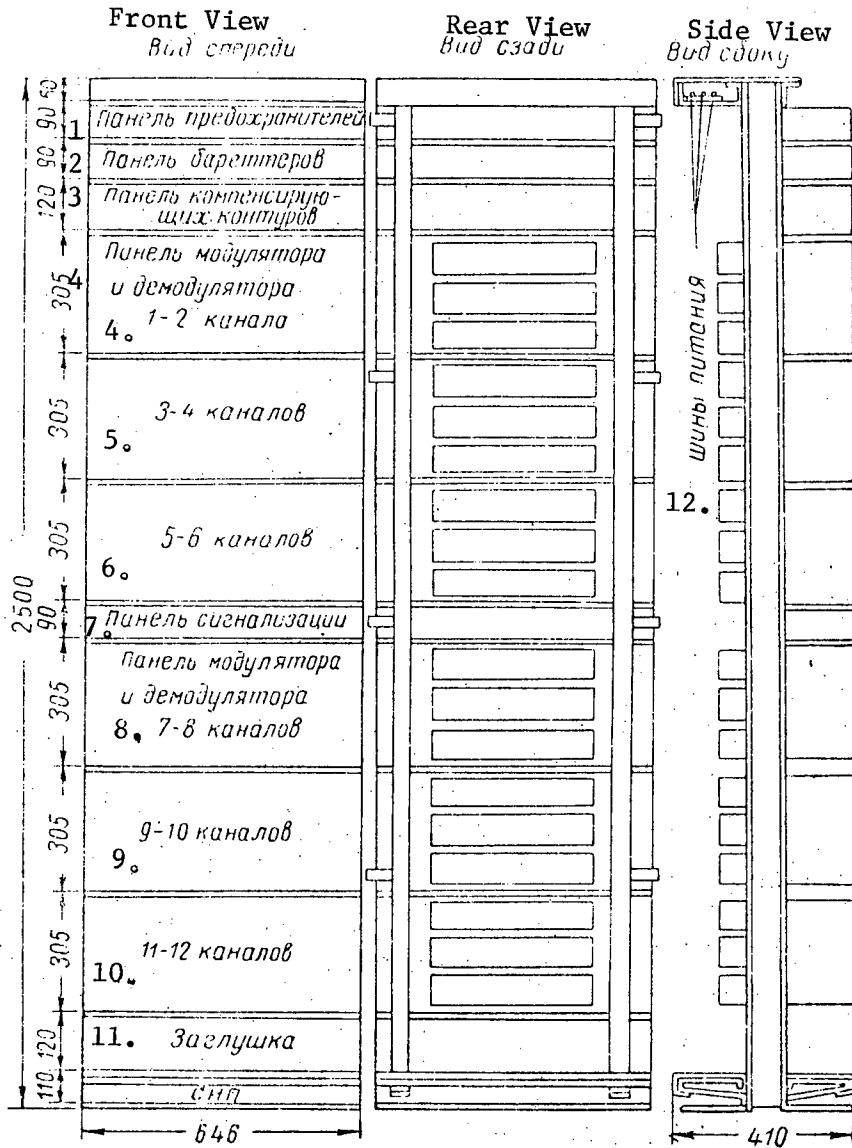 Front View
Вид спереди
Rear View
Вид сзади
Side View
Вид сбоку
60
90
1
Панель предохранителей
90
2
Панель бареттеров
120
3
Панель компенсирую-
щих контуров
305
4
Панель модулятора
и демодулятора
4. 1-2 канала
305
3-4 каналов
5.
305
5-6 каналов
6.
2500
90
7. Панель сигнализации
305
Панель модулятора
и демодулятора
8. 7-8 каналов
305
9-10 каналов
9.
305
11-12 каналов
10.
120
11. Заглушка
110
646
шины питания
12.
410